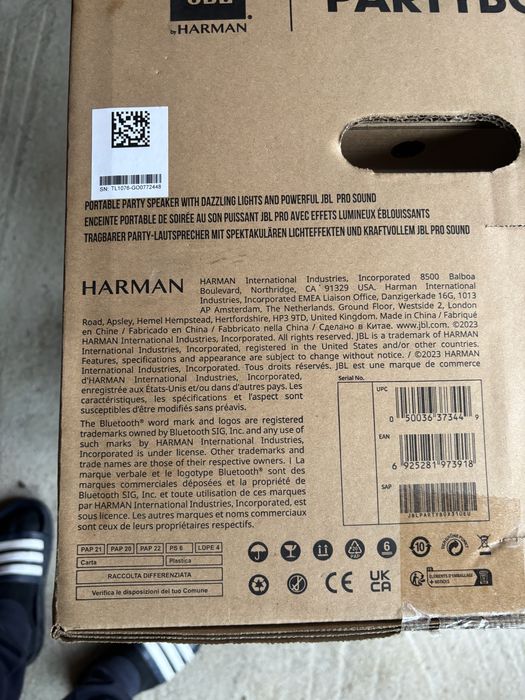 JBL
by HARMAN
PARTYBO
SN: TL1076-GO0772448
PORTABLE PARTY SPEAKER WITH DAZZLING LIGHTS AND POWERFUL JBL PRO SOUND
ENCEINTE PORTABLE DE SOIRÉE AU SON PUISSANT JBL PRO AVEC EFFETS LUMINEUX ÉBLOUISSANTS
TRAGBARER PARTY-LAUTSPRECHER MIT SPEKTAKULÄREN LICHTEFFEKTEN UND KRAFTVOLLEM JBL PRO SOUND
HARMAN
HARMAN International Industries, Incorporated 8500 Balboa
Boulevard, Northridge, CA 91329 USA. Harman International
Industries, Incorporated EMEA Liaison Office, Danzigerkade 16G, 1013
AP Amsterdam, The Netherlands. Ground Floor, Westside 2, London
Road, Apsley, Hemel Hempstead, Hertfordshire, HP3 9TD, United Kingdom. Made in China / Fabriqué
en Chine / Fabricado en China / Fabbricato nella China / Сделано в Китае. www.jbl.com. ©2023
HARMAN International Industries, Incorporated. All rights reserved. JBL is a trademark of HARMAN
International Industries, Incorporated, registered in the United States and/or other countries.
Features, specifications and appearance are subject to change without notice. / ©2023 HARMAN
International Industries, Incorporated. Tous droits réservés. JBL est une marque de commerce
d'HARMAN International Industries, Incorporated,
enregistrée aux États-Unis et/ou dans d'autres pays. Les
caractéristiques, les spécifications et l'aspect sont
susceptibles d'être modifiés sans préavis.
The Bluetooth® word mark and logos are registered
trademarks owned by Bluetooth SIG, Inc. and any use of
such marks by HARMAN International Industries,
Incorporated is under license. Other trademarks and
trade names are those of their respective owners. I La
marque verbale et le logotype Bluetooth® sont des
marques commerciales déposées et la propriété de
Bluetooth SIG, Inc. et toute utilisation de ces marques
par HARMAN International Industries, Incorporated, est
sous licence. Les autres marques et noms commerciaux
sont ceux de leurs propriétaires respectifs.
Serial No.
UPC
0 50036 37344 9
EAN
6 925281 973918
SAP
JBLPARTYBOX310EU
PAP 21 PAP 20 PAP 22 PS 6 LDPE 4
Carta Plastica
RACCOLTA DIFFERENZIATA
Verifica le disposizioni del tuo Comune
20
PAP
6
10
CE
UK
CA
ÉLÉMENTS D'EMBALLAGE
+ NOTICES